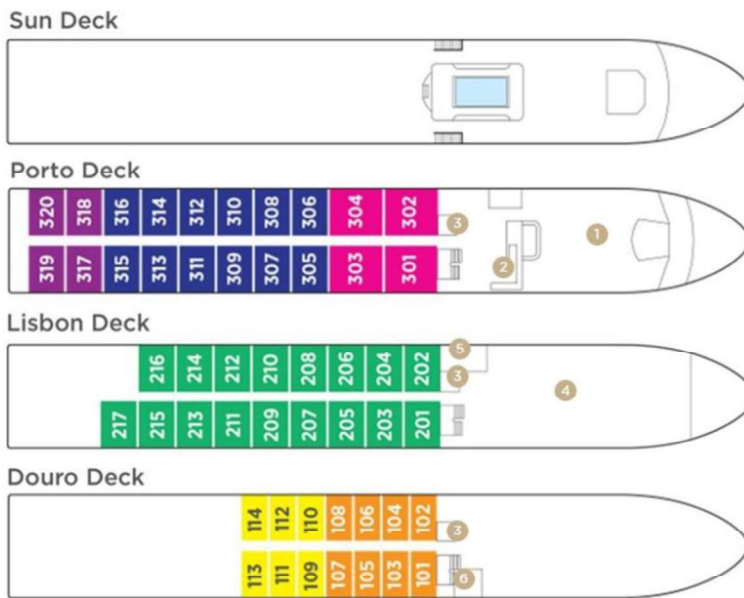 Sun Deck
Porto Deck
320 318 316 314 312 310 308 306 304 302 3 1
319 317 315 313 311 309 307 305 303 301 2
Lisbon Deck
216 214 212 210 208 206 204 202 5 3 4
217 215 213 211 209 207 205 203 201
Douro Deck
114 112 110 108 106 104 102 3
113 111 109 107 105 103 101 6